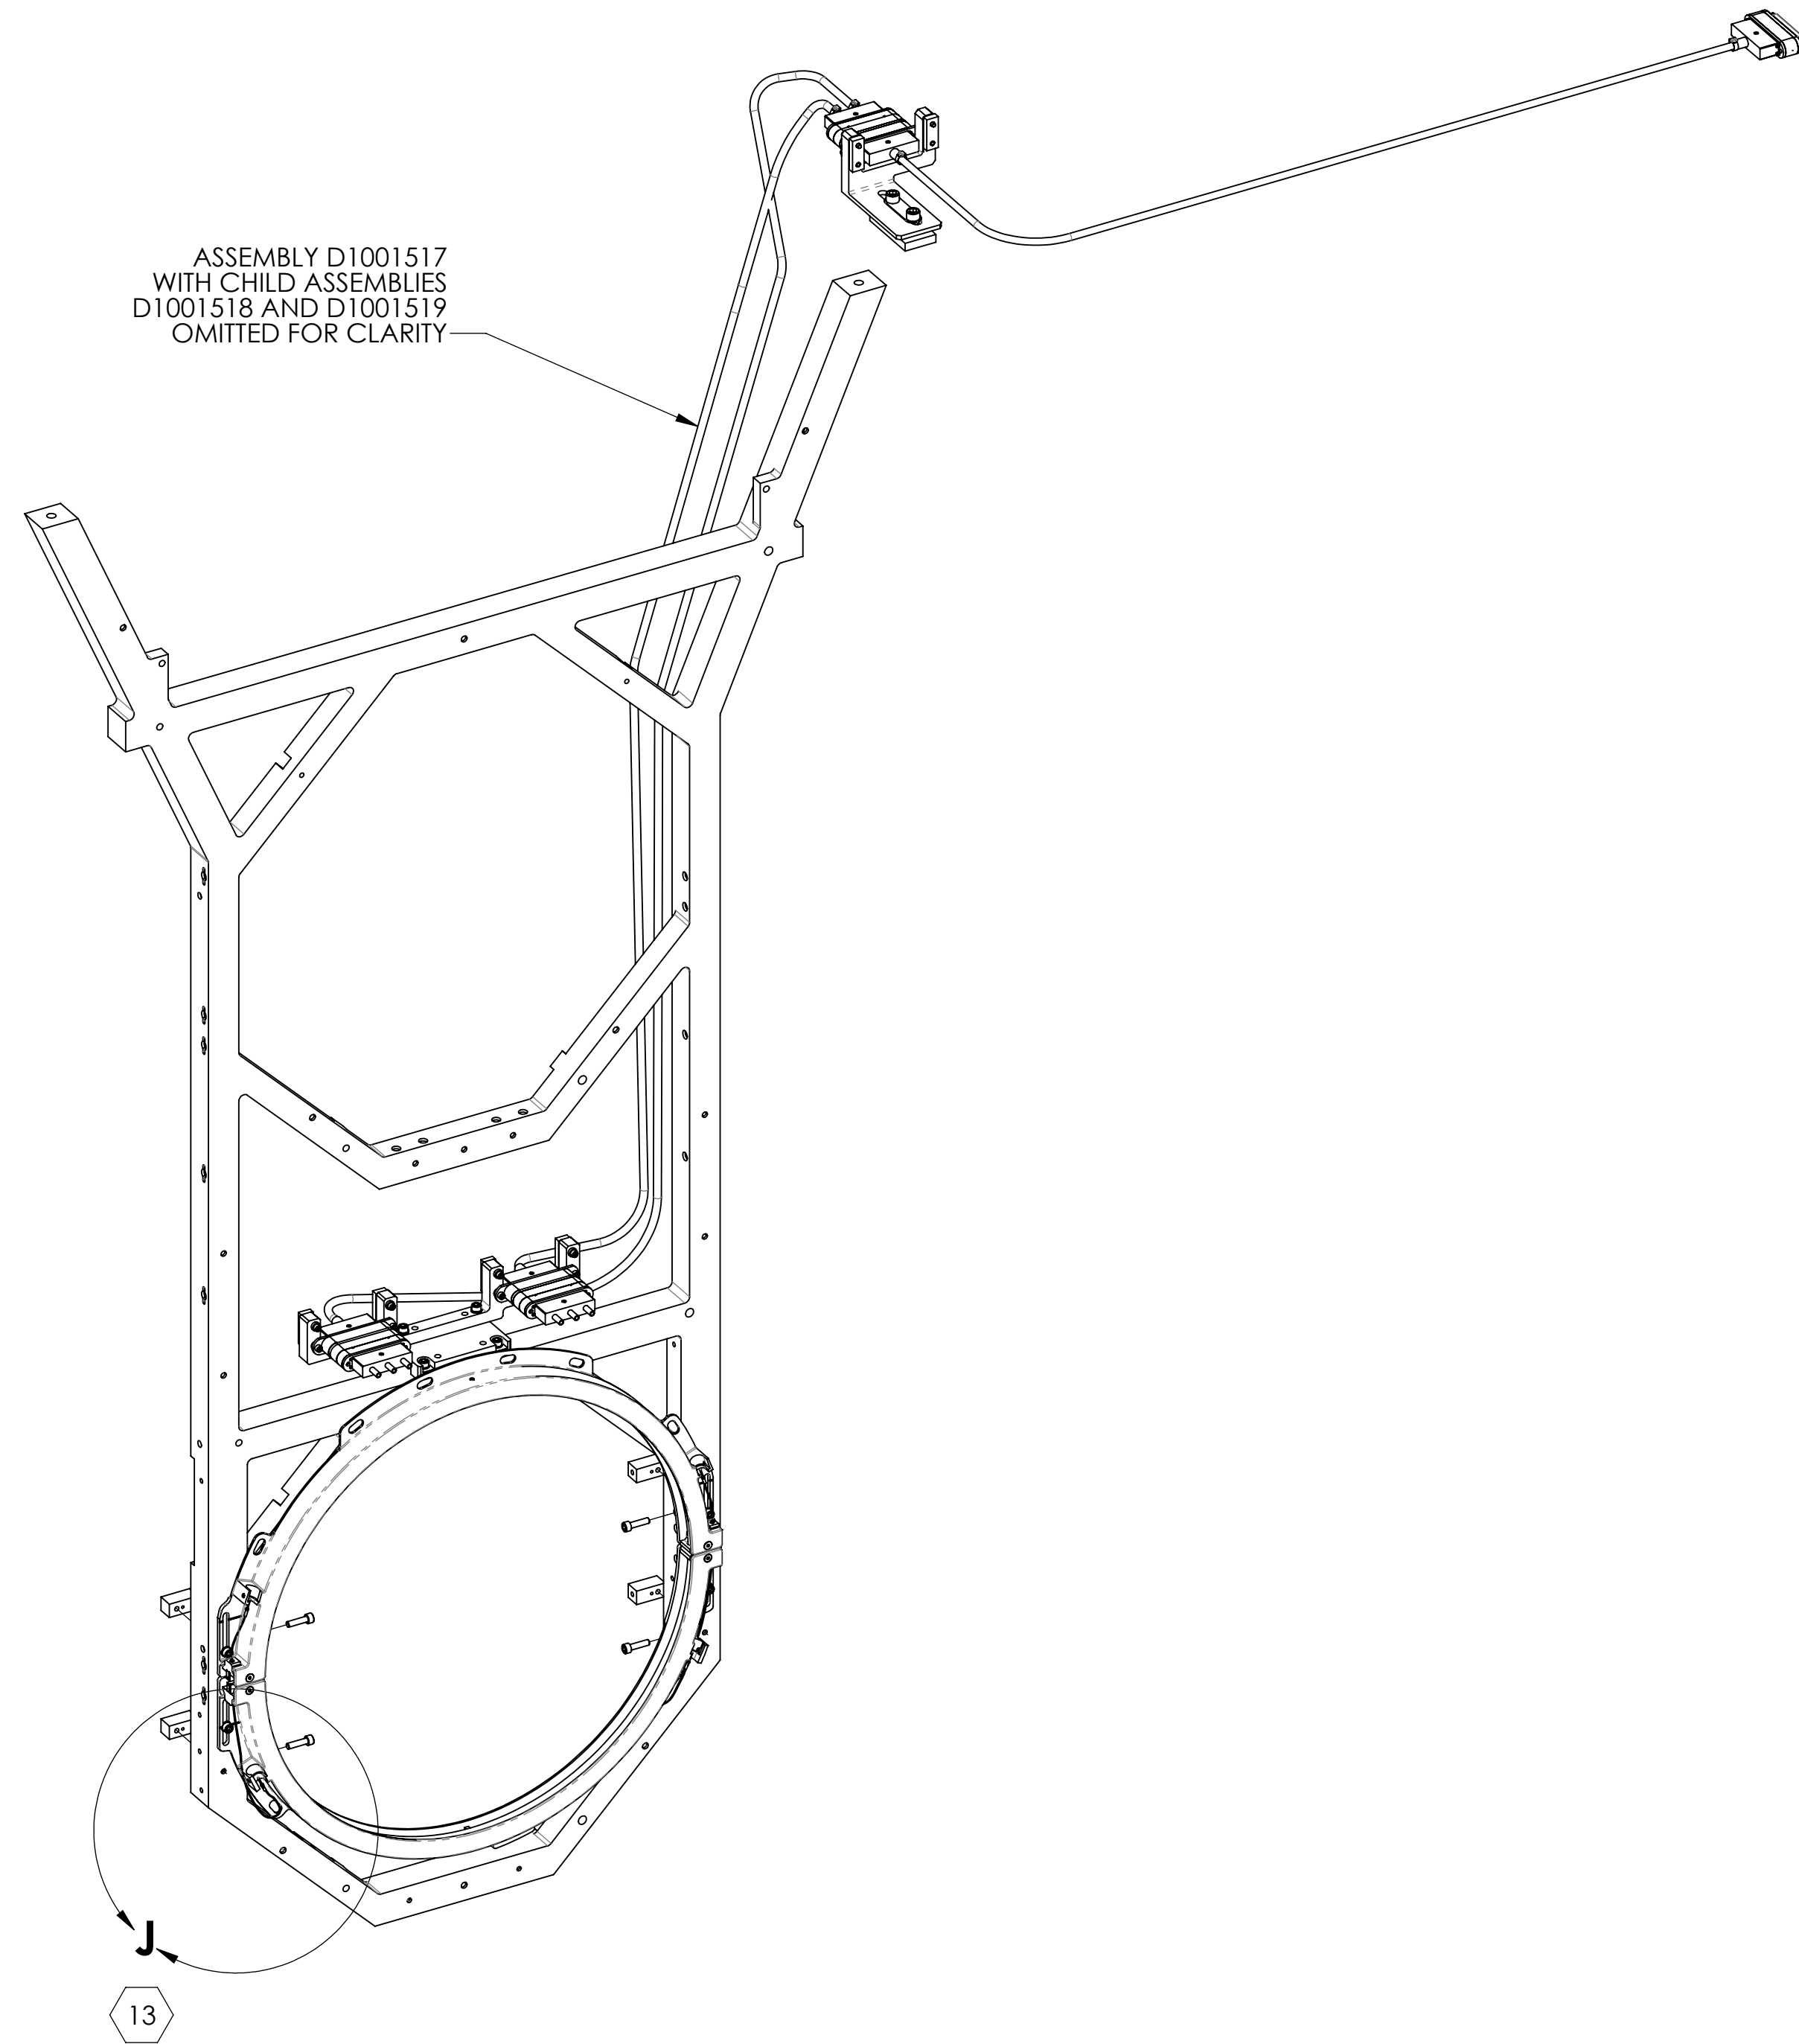 ASSEMBLY D1001517
WITH CHILD ASSEMBLIES
D1001518 AND D1001519
OMITTED FOR CLARITY
J
13